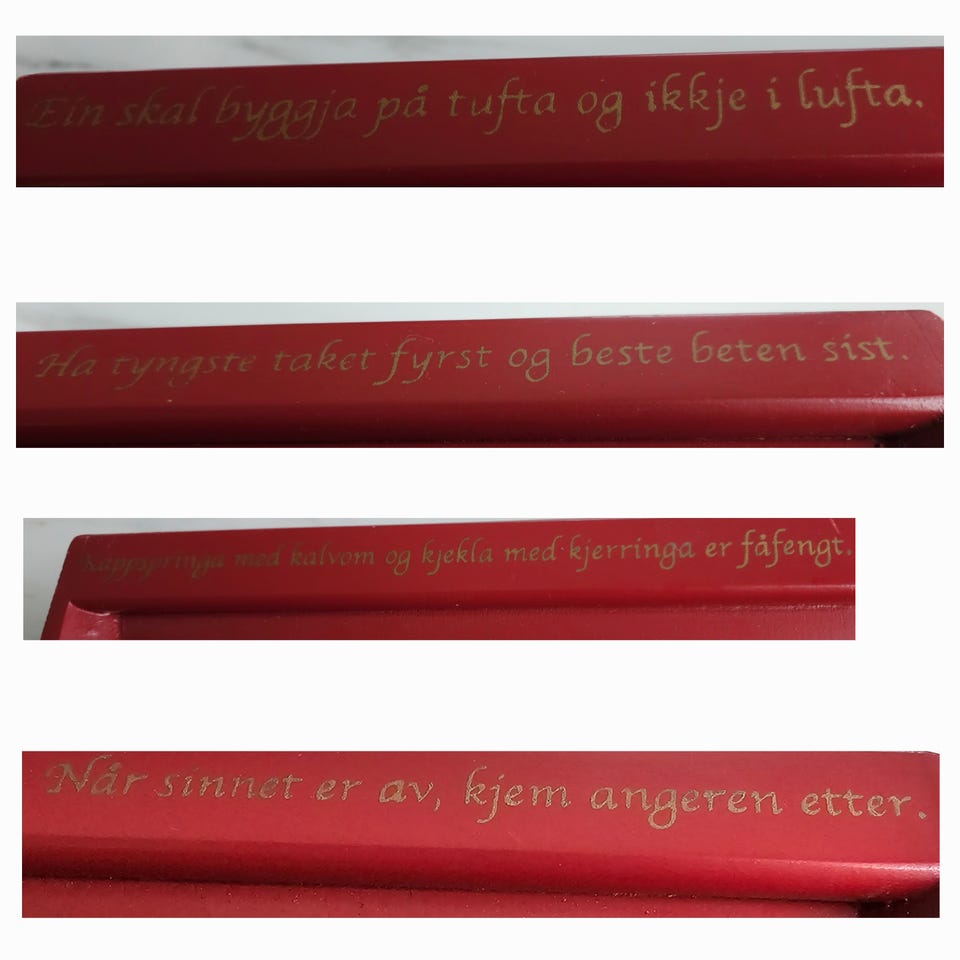 Ein skal byggja på tufta og ikkje i lufta.
Ha tyngste taket fyrst og beste beten sist.
Kappspringa med kalvom og kjekla med kjerringa er fåfengt.
Når sinnet er av, kjem angeren etter.